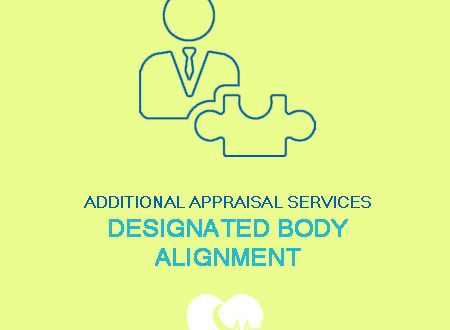 ADDITIONAL APPRAISAL SERVICES
DESIGNATED BODY
ALIGNMENT